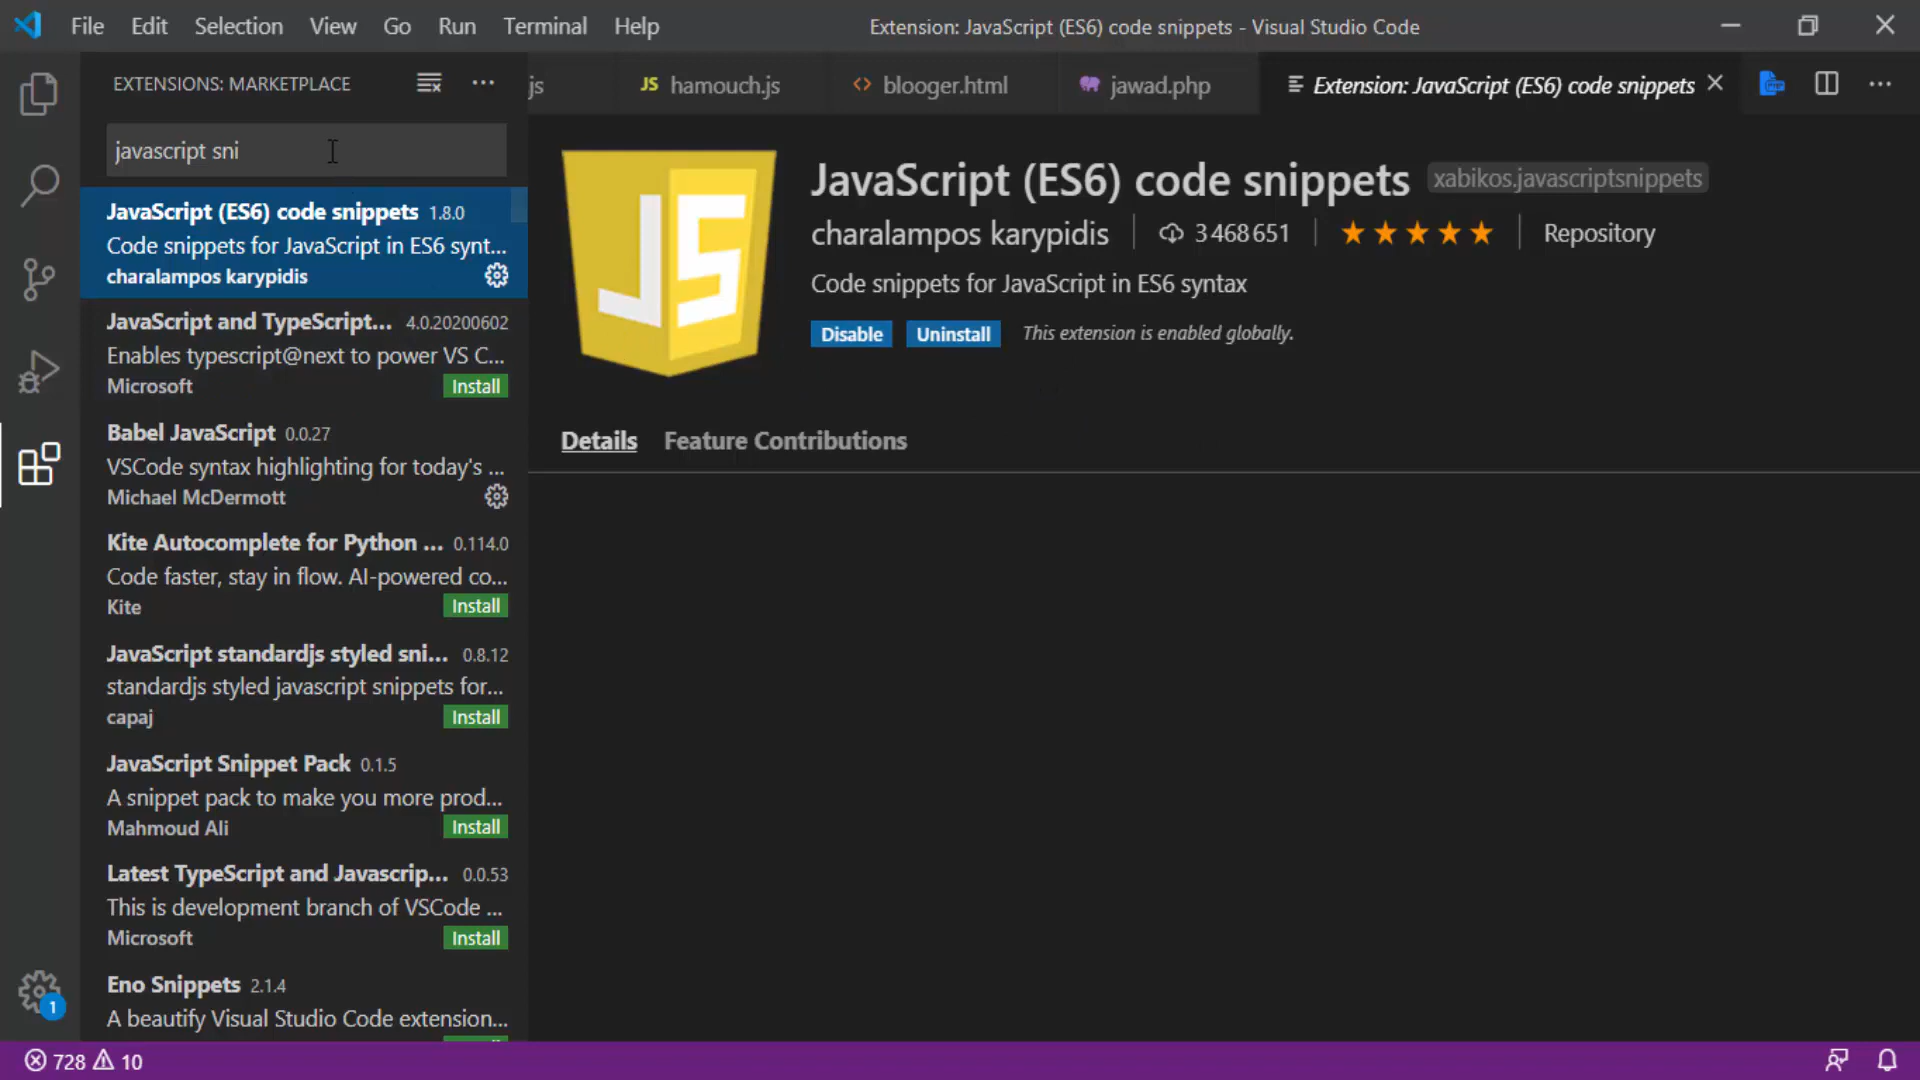 File Edit Selection View Go Run Terminal Help
Extension: JavaScript (ES6) code snippets - Visual Studio Code
EXTENSIONS: MARKETPLACE
js
JS hamouch.js
<> blooger.html
jawad.php
Extension: JavaScript (ES6) code snippets
javascript sni
JavaScript (ES6) code snippets 1.8.0
Code snippets for JavaScript in ES6 synt...
charalampos karypidis
JavaScript and TypeScript... 4.0.20200602
Enables typescript@next to power VS C...
Microsoft Install
Babel JavaScript 0.0.27
VSCode syntax highlighting for today's ...
Michael McDermott
Kite Autocomplete for Python ... 0.114.0
Code faster, stay in flow. AI-powered co...
Kite Install
JavaScript standardjs styled sni... 0.8.12
standardjs styled javascript snippets for...
capaj Install
JavaScript Snippet Pack 0.1.5
A snippet pack to make you more prod...
Mahmoud Ali Install
Latest TypeScript and Javascrip... 0.0.53
This is development branch of VSCode ...
Microsoft Install
Eno Snippets 2.1.4
A beautify Visual Studio Code extension...
JS
JavaScript (ES6) code snippets xabikos.javascriptsnippets
charalampos karypidis 3 468 651 Repository
Code snippets for JavaScript in ES6 syntax
Disable Uninstall This extension is enabled globally.
Details Feature Contributions
1
728 10